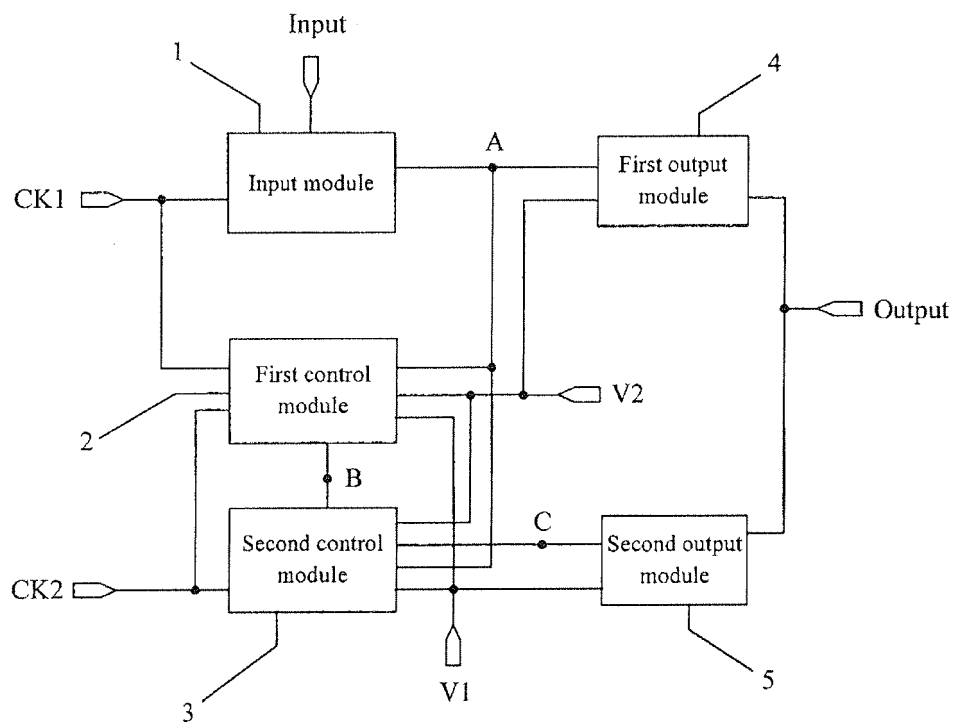 Input
1
4
A
Input module
First output
module
CK1
Output
First control
module
V2
2
B
C
Second control
module
Second output
module
CK2
V1
3
5